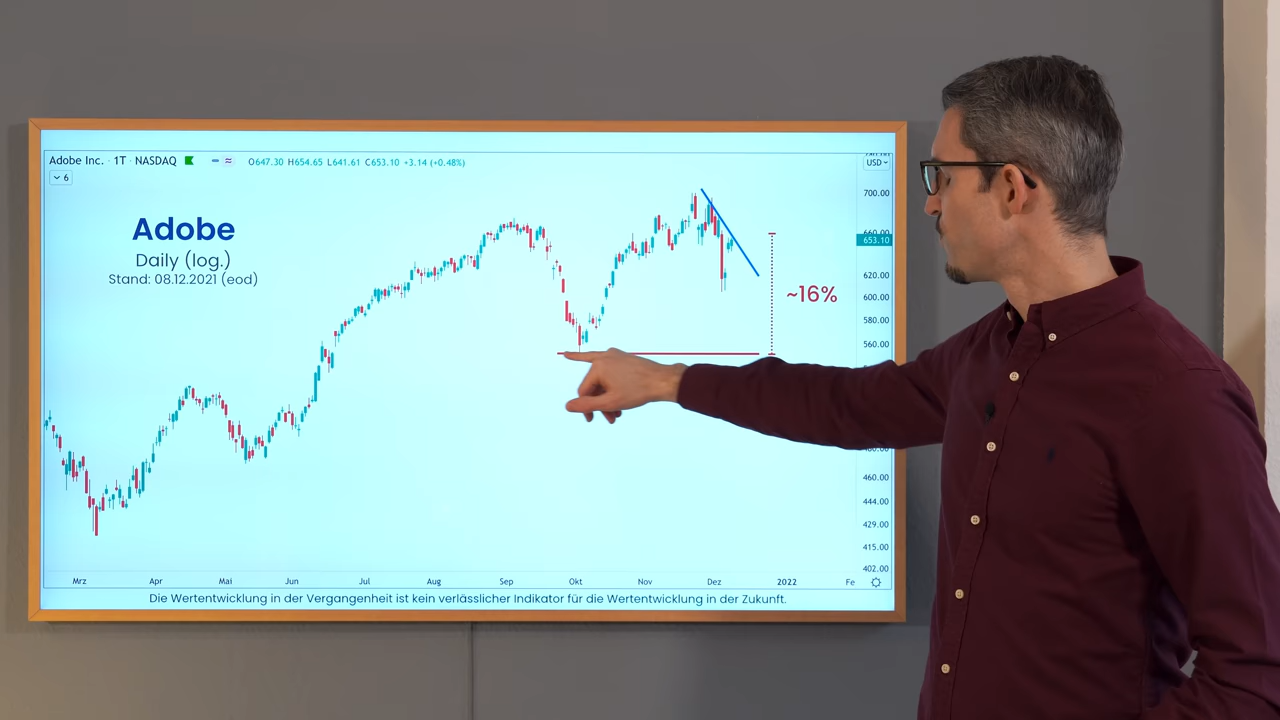 Adobe Inc. · 1T · NASDAQ
O647.30 H654.65 L641.61 C653.10 +3.14 (+0.48%)
USD
6
Adobe
Daily (log.)
Stand: 08.12.2021 (eod)
700.00
660.00
653.10
620.00
600.00
~16%
580.00
560.00
480.00
460.00
444.00
429.00
415.00
402.00
Mrz Apr Mai Jun Jul Aug Sep Okt Nov Dez 2022 Fe
Die Wertentwicklung in der Vergangenheit ist kein verlässlicher Indikator für die Wertentwicklung in der Zukunft.